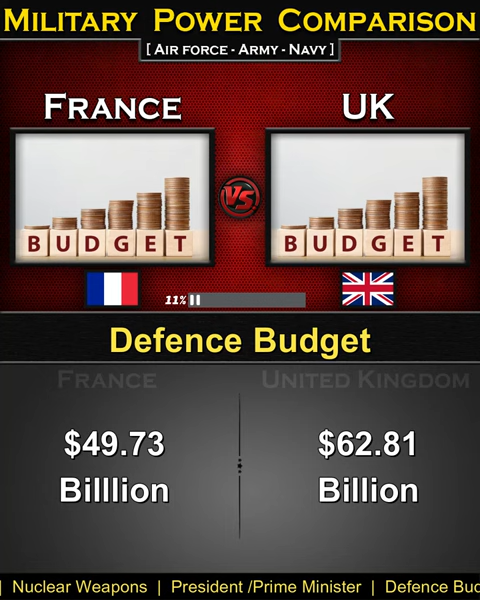 Military Power Comparison
[ Air force - Army - Navy ]
France
UK
VS
BUDGET
BUDGET
11%
Defence Budget
France
United Kingdom
$49.73
Billlion
$62.81
Billion
| Nuclear Weapons | President /Prime Minister | Defence Bud